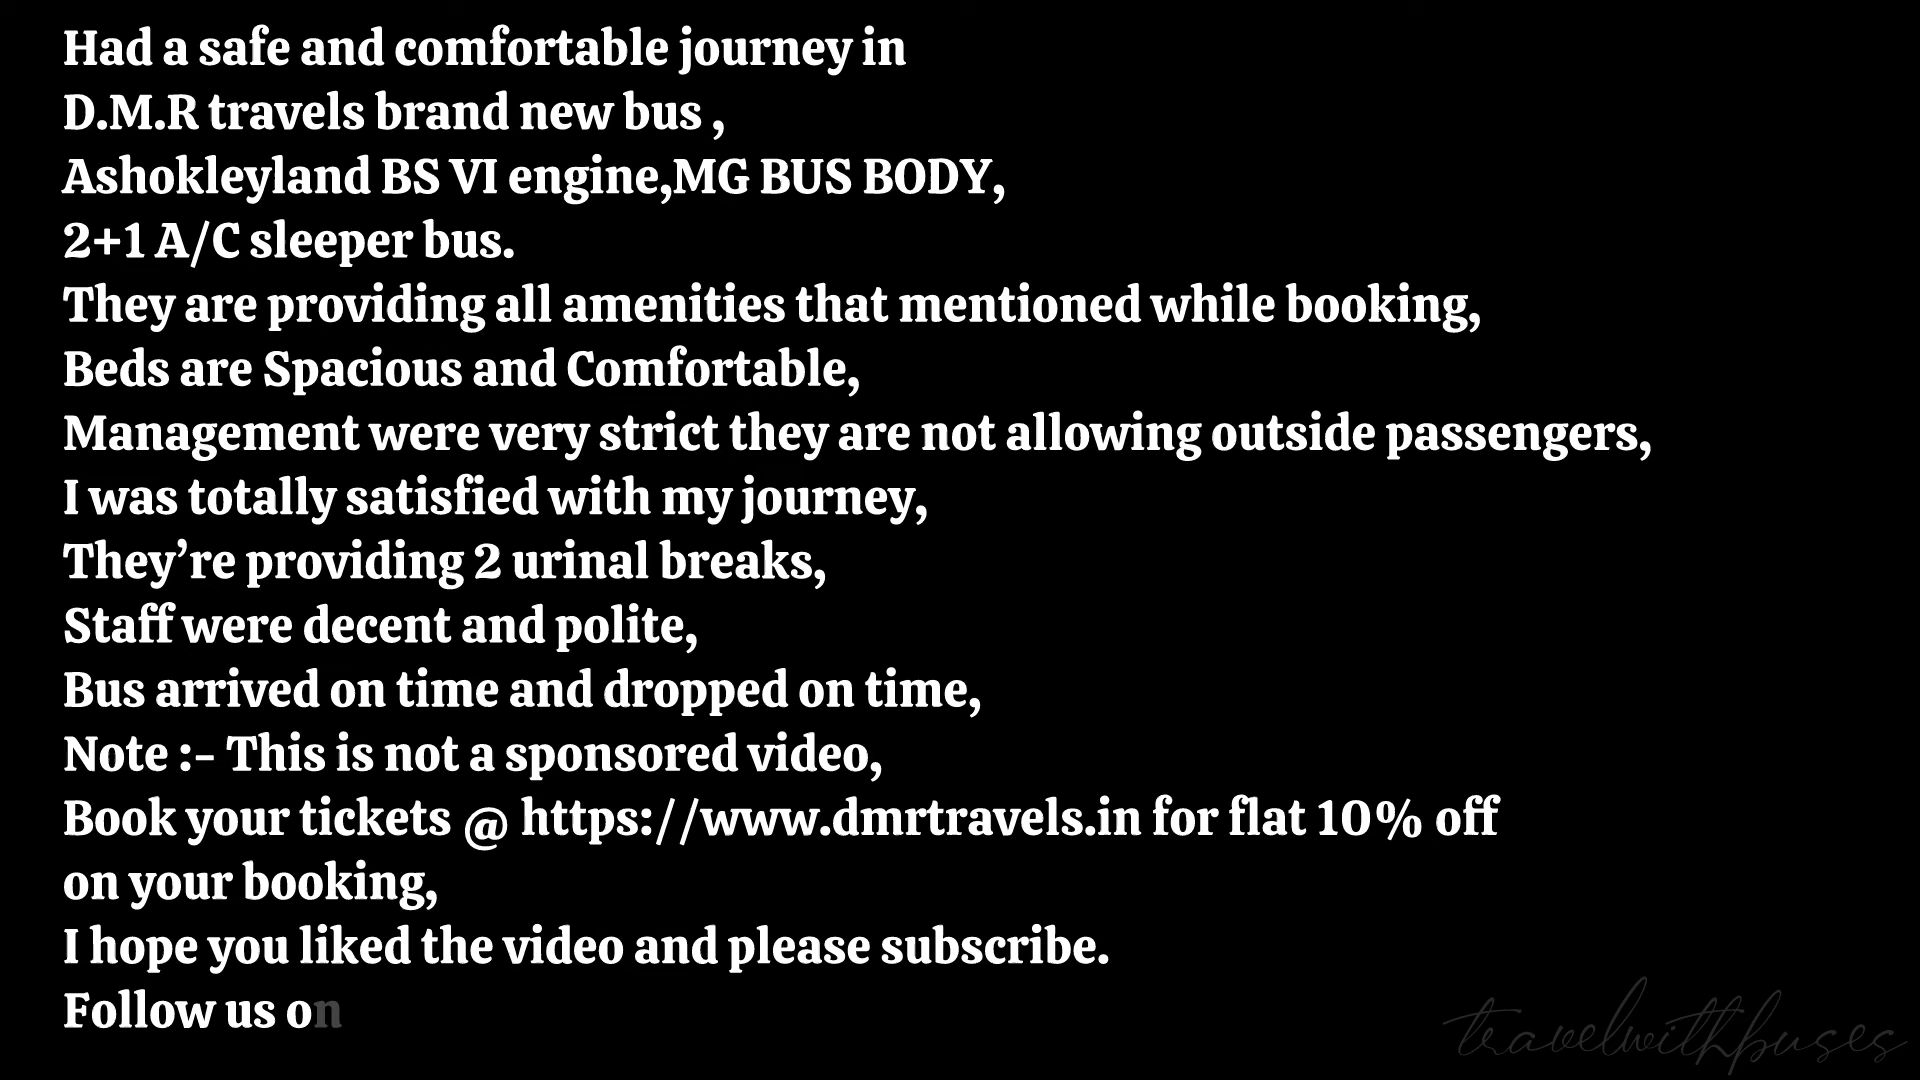 Had a safe and comfortable journey in
D.M.R travels brand new bus ,
Ashokleyland BS VI engine,MG BUS BODY,
2+1 A/C sleeper bus.
They are providing all amenities that mentioned while booking,
Beds are Spacious and Comfortable,
Management were very strict they are not allowing outside passengers,
I was totally satisfied with my journey,
They’re providing 2 urinal breaks,
Staff were decent and polite,
Bus arrived on time and dropped on time,
Note :- This is not a sponsored video,
Book your tickets @ https://www.dmrtravels.in for flat 10% off
on your booking,
I hope you liked the video and please subscribe.
Follow us on
travelwithbuses